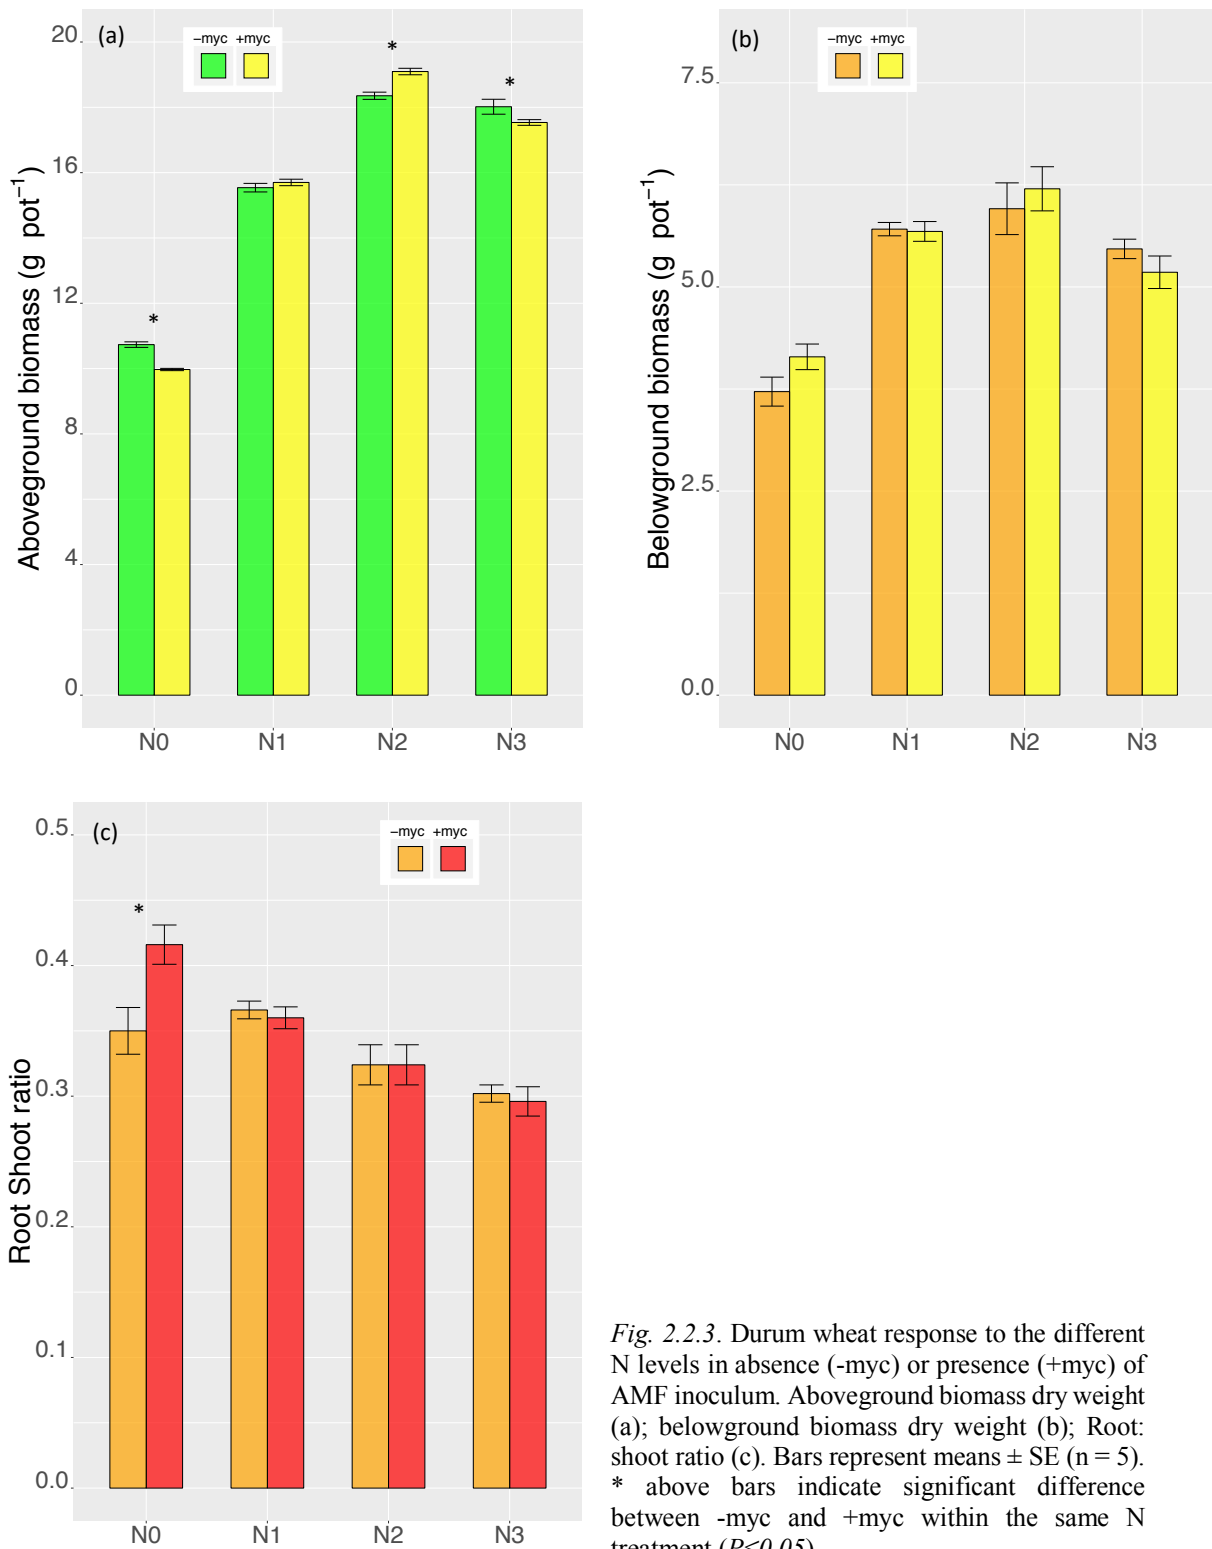 (a)
−myc +myc
*
*
*
20
16
12
8
4
0
Aboveground biomass (g pot⁻¹)
N0 N1 N2 N3
(b)
−myc +myc
7.5
5.0
2.5
0.0
Belowground biomass (g pot⁻¹)
N0 N1 N2 N3
(c)
−myc +myc
*
0.5
0.4
0.3
0.2
0.1
0.0
Root Shoot ratio
N0 N1 N2 N3
Fig. 2.2.3. Durum wheat response to the different
N levels in absence (-myc) or presence (+myc) of
AMF inoculum. Aboveground biomass dry weight
(a); belowground biomass dry weight (b); Root:
shoot ratio (c). Bars represent means ± SE (n = 5).
* above bars indicate significant difference
between -myc and +myc within the same N
treatment (P≤0.05)